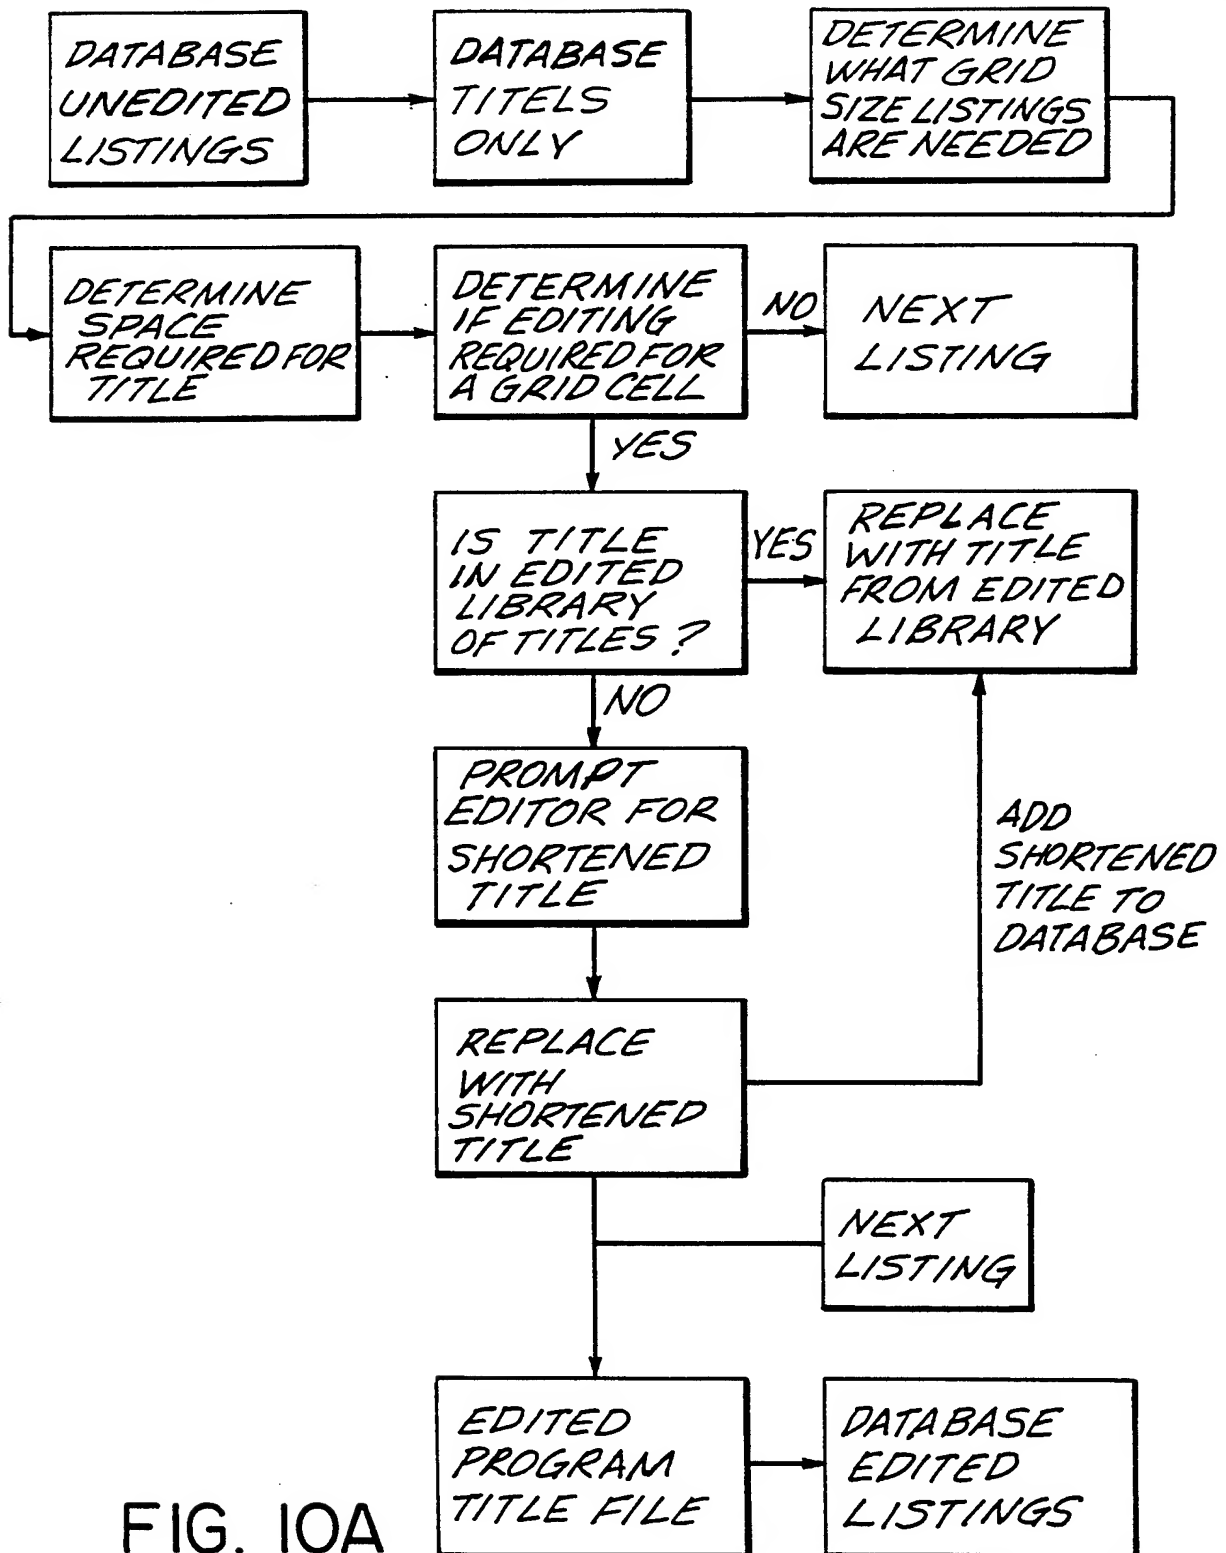 DATABASE
UNEDITED
LISTINGS
DATABASE
TITELS
ONLY
DETERMINE
WHAT GRID
SIZE LISTINGS
ARE NEEDED
DETERMINE
SPACE
REQUIRED FOR
TITLE
DETERMINE
IF EDITING
REQUIRED FOR
A GRID CELL
NO
NEXT
LISTING
YES
IS TITLE
IN EDITED
LIBRARY
OF TITLES ?
YES
REPLACE
WITH TITLE
FROM EDITED
LIBRARY
NO
PROMPT
EDITOR FOR
SHORTENED
TITLE
ADD
SHORTENED
TITLE TO
DATABASE
REPLACE
WITH
SHORTENED
TITLE
NEXT
LISTING
EDITED
PROGRAM
TITLE FILE
DATABASE
EDITED
LISTINGS
FIG. 10A